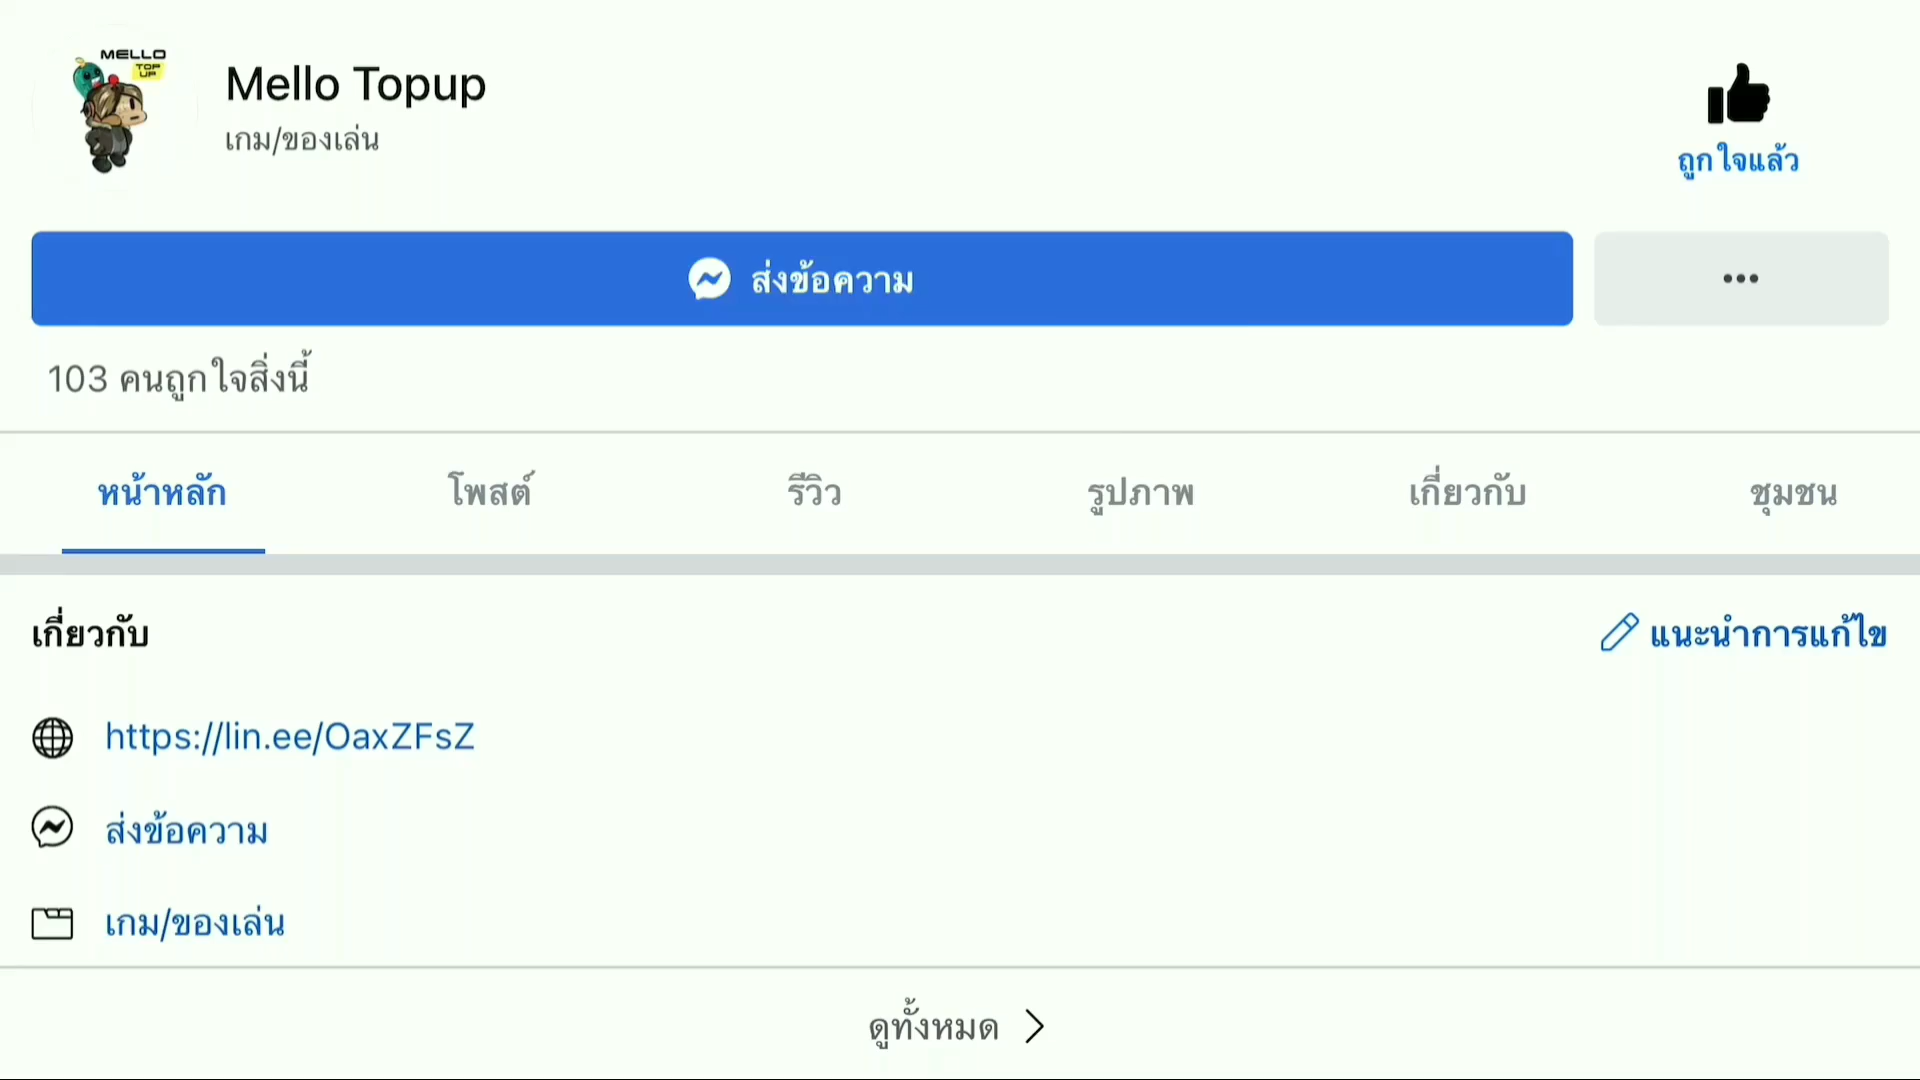 MELLO
TOP
UP
Mello Topup
เกม/ของเล่น
ถูกใจแล้ว
ส่งข้อความ
103 คนถูกใจสิ่งนี้
หน้าหลัก โพสต์ รีวิว รูปภาพ เกี่ยวกับ ชุมชน
เกี่ยวกับ แนะนำการแก้ไข
https://lin.ee/OaxZFsZ
ส่งข้อความ
เกม/ของเล่น
ดูทั้งหมด